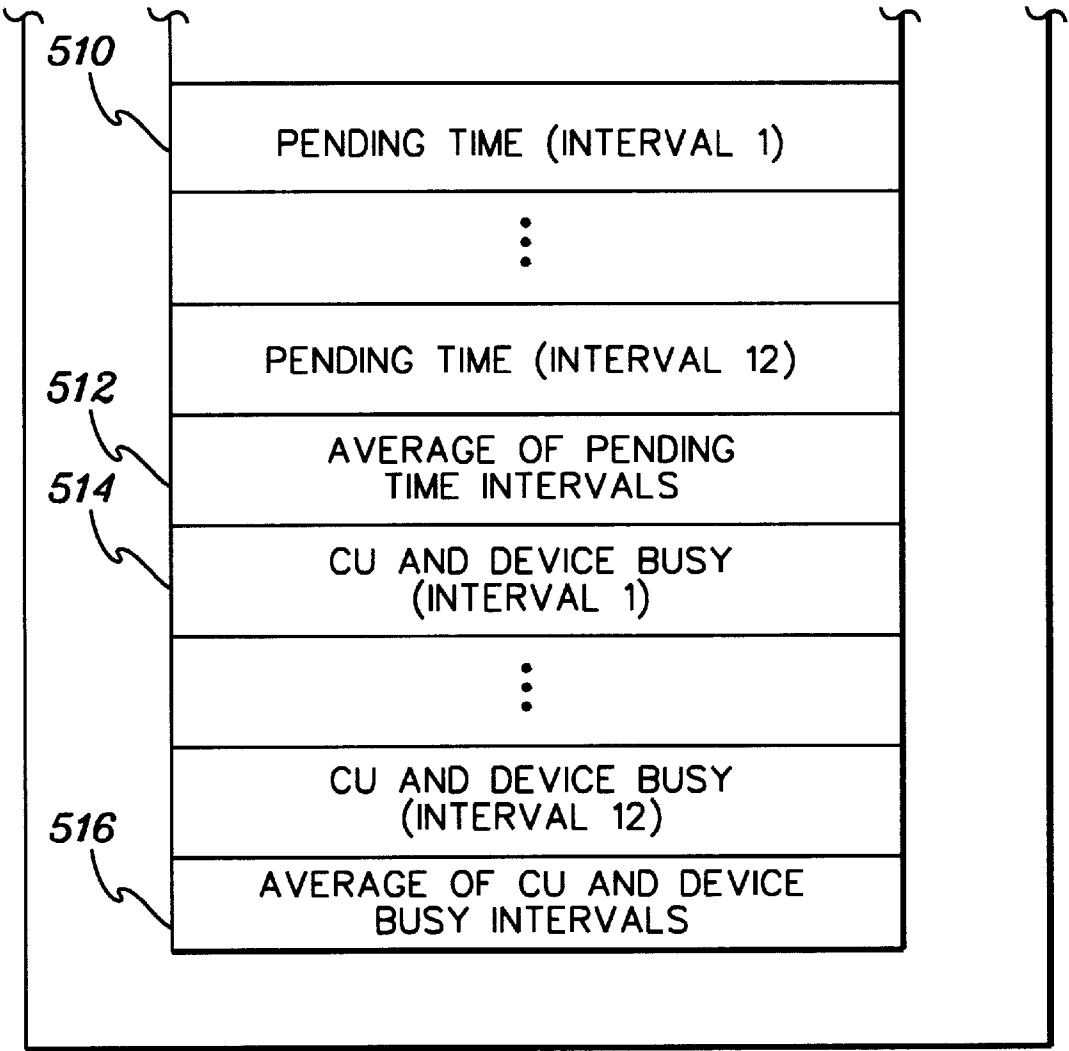 510
PENDING TIME (INTERVAL 1)
PENDING TIME (INTERVAL 12)
512
AVERAGE OF PENDING
TIME INTERVALS
514
CU AND DEVICE BUSY
(INTERVAL 1)
CU AND DEVICE BUSY
(INTERVAL 12)
516
AVERAGE OF CU AND DEVICE
BUSY INTERVALS